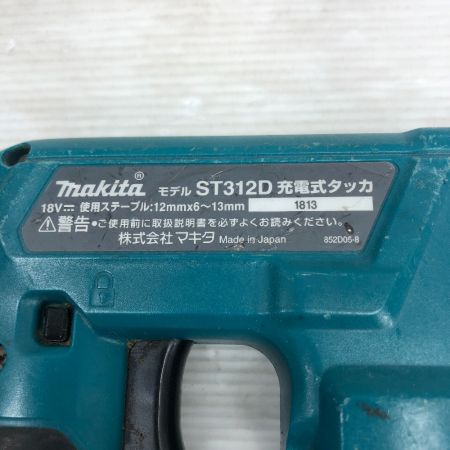 makita® モデル ST312D 充電式タッカ
18V⎓ 使用ステープル:12mmx6~13mm 1813
⚠警告 •ご使用前に取扱説明書を必ずよくお読みください。
株式会社マキタ Made in Japan 852D05-8